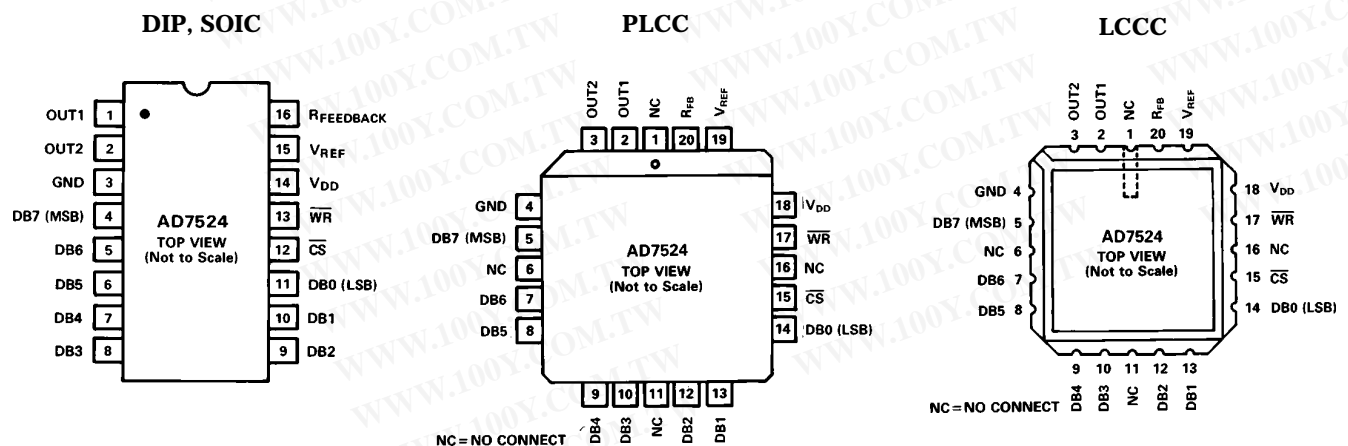 DIP, SOIC
OUT1 1
OUT2 2
GND 3
DB7 (MSB) 4
DB6 5
DB5 6
DB4 7
DB3 8
16 RFEEDBACK
15 VREF
14 VDD
13 WR
12 CS
11 DB0 (LSB)
10 DB1
9 DB2
AD7524
TOP VIEW
(Not to Scale)
PLCC
OUT2 OUT1 NC RFB VREF
3 2 1 20 19
GND 4
DB7 (MSB) 5
NC 6
DB6 7
DB5 8
18 VDD
17 WR
16 NC
15 CS
14 DB0 (LSB)
AD7524
TOP VIEW
(Not to Scale)
9 10 11 12 13
DB4 DB3 NC DB2 DB1
NC = NO CONNECT
LCCC
OUT2 OUT1 NC RFB VREF
3 2 1 20 19
GND 4
DB7 (MSB) 5
NC 6
DB6 7
DB5 8
18 VDD
17 WR
16 NC
15 CS
14 DB0 (LSB)
AD7524
TOP VIEW
(Not to Scale)
9 10 11 12 13
DB4 DB3 NC DB2 DB1
NC = NO CONNECT
WWW.100Y.COM.TW